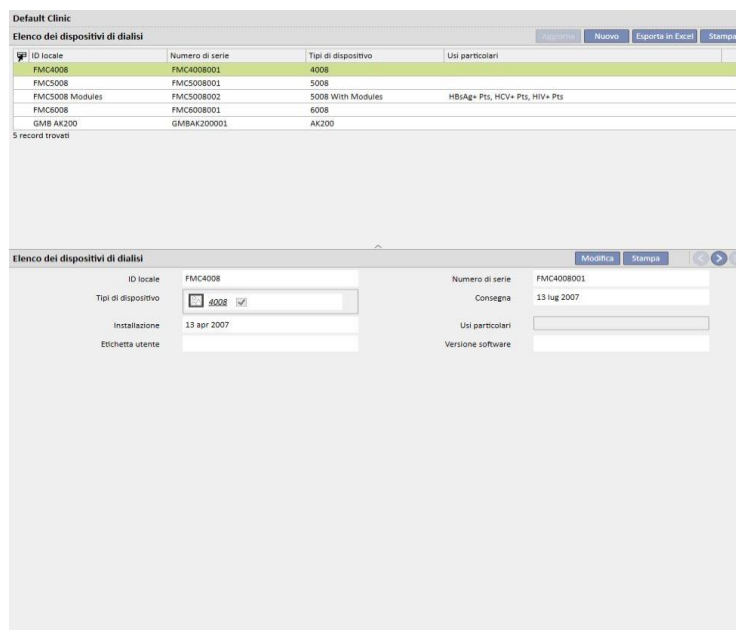 Default Clinic
Elenco dei dispositivi di dialisi Aggiorna Nuovo Esporta in Excel Stampa
ID locale Numero di serie Tipi di dispositivo Usi particolari
FMC4008 FMC4008001 4008
FMC5008 FMC5008001 5008
FMC5008 Modules FMC5008002 5008 With Modules HBsAg+ Pts, HCV+ Pts, HIV+ Pts
FMC6008 FMC6008001 6008
GMB AK200 GMBAK200001 AK200
5 record trovati
Elenco dei dispositivi di dialisi Modifica Stampa
ID locale FMC4008 Numero di serie FMC4008001
Tipi di dispositivo 4008 Consegna 13 lug 2007
Installazione 13 apr 2007 Usi particolari
Etichetta utente Versione software